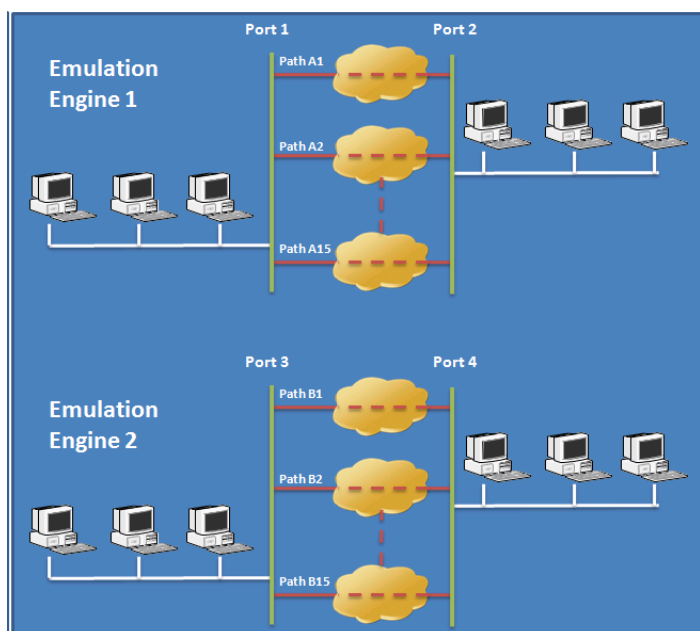 Port 1
Port 2
Emulation
Engine 1
Path A1
Path A2
Path A15
Port 3
Port 4
Emulation
Engine 2
Path B1
Path B2
Path B15